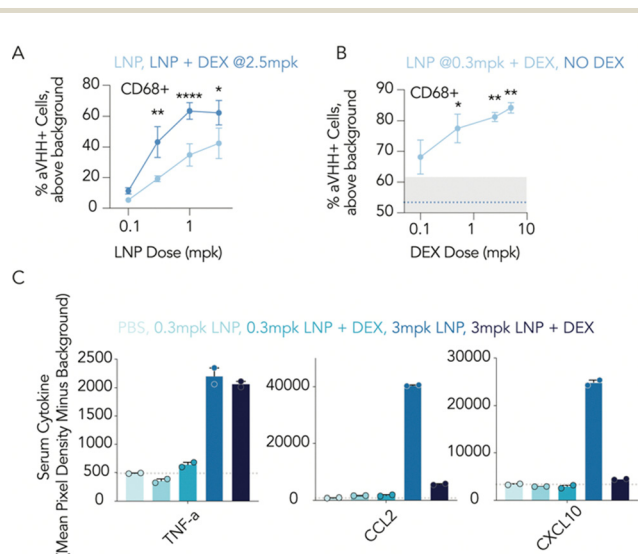 A
LNP, LNP + DEX @2.5mpk
% aVHH+ Cells,
above background
CD68+
**
****
*
80
60
40
20
0
0.1
1
LNP Dose (mpk)
B
LNP @0.3mpk + DEX, NO DEX
% aVHH+ Cells,
above background
CD68+
*
**
**
90
80
70
60
50
0.1
1
10
DEX Dose (mpk)
C
PBS, 0.3mpk LNP, 0.3mpk LNP + DEX, 3mpk LNP, 3mpk LNP + DEX
Serum Cytokine
(Mean Pixel Density Minus Background)
2500
2000
1500
1000
500
0
TNF-a
40000
20000
0
CCL2
30000
20000
10000
0
CXCL10